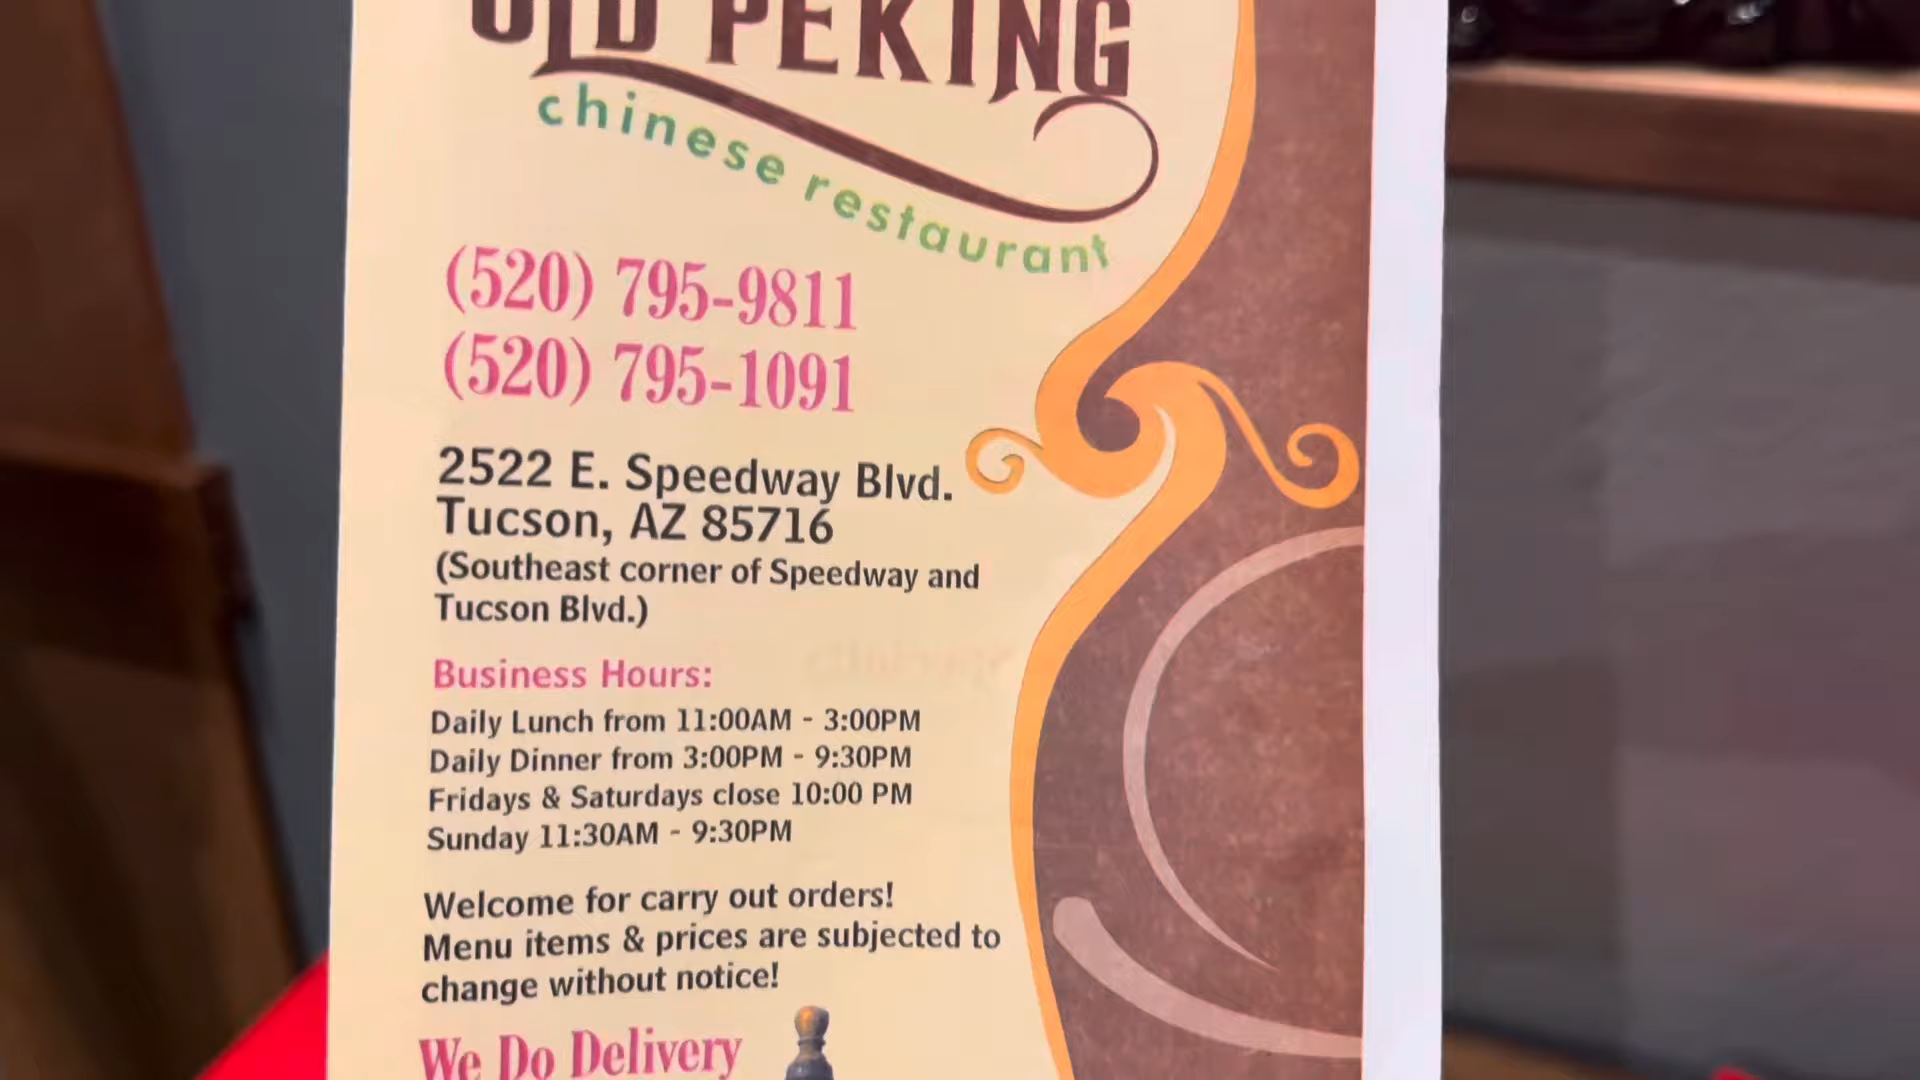 OLD PEKING
chinese restaurant
(520) 795-9811
(520) 795-1091
2522 E. Speedway Blvd.
Tucson, AZ 85716
(Southeast corner of Speedway and
Tucson Blvd.)
Business Hours:
Daily Lunch from 11:00AM - 3:00PM
Daily Dinner from 3:00PM - 9:30PM
Fridays & Saturdays close 10:00 PM
Sunday 11:30AM - 9:30PM
Welcome for carry out orders!
Menu items & prices are subjected to
change without notice!
We Do Delivery